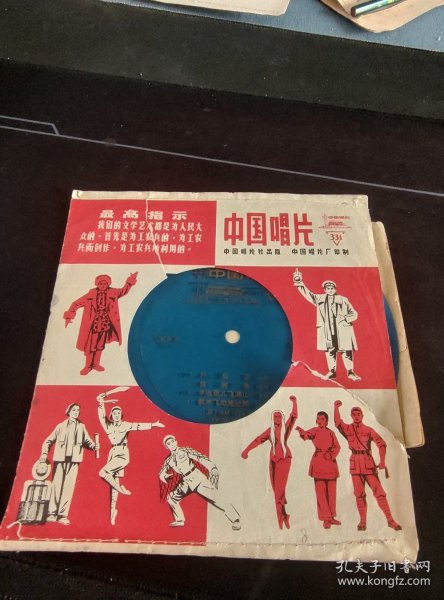 最高指示
我们的文学艺术都是为人民大
众的,首先是为工农兵的,为工农
兵而创作,为工农兵所利用的。
中国唱片
33⅓
中国唱片社出版 中国唱片厂印制
中国
孔夫子旧书网
www.kongfz.com